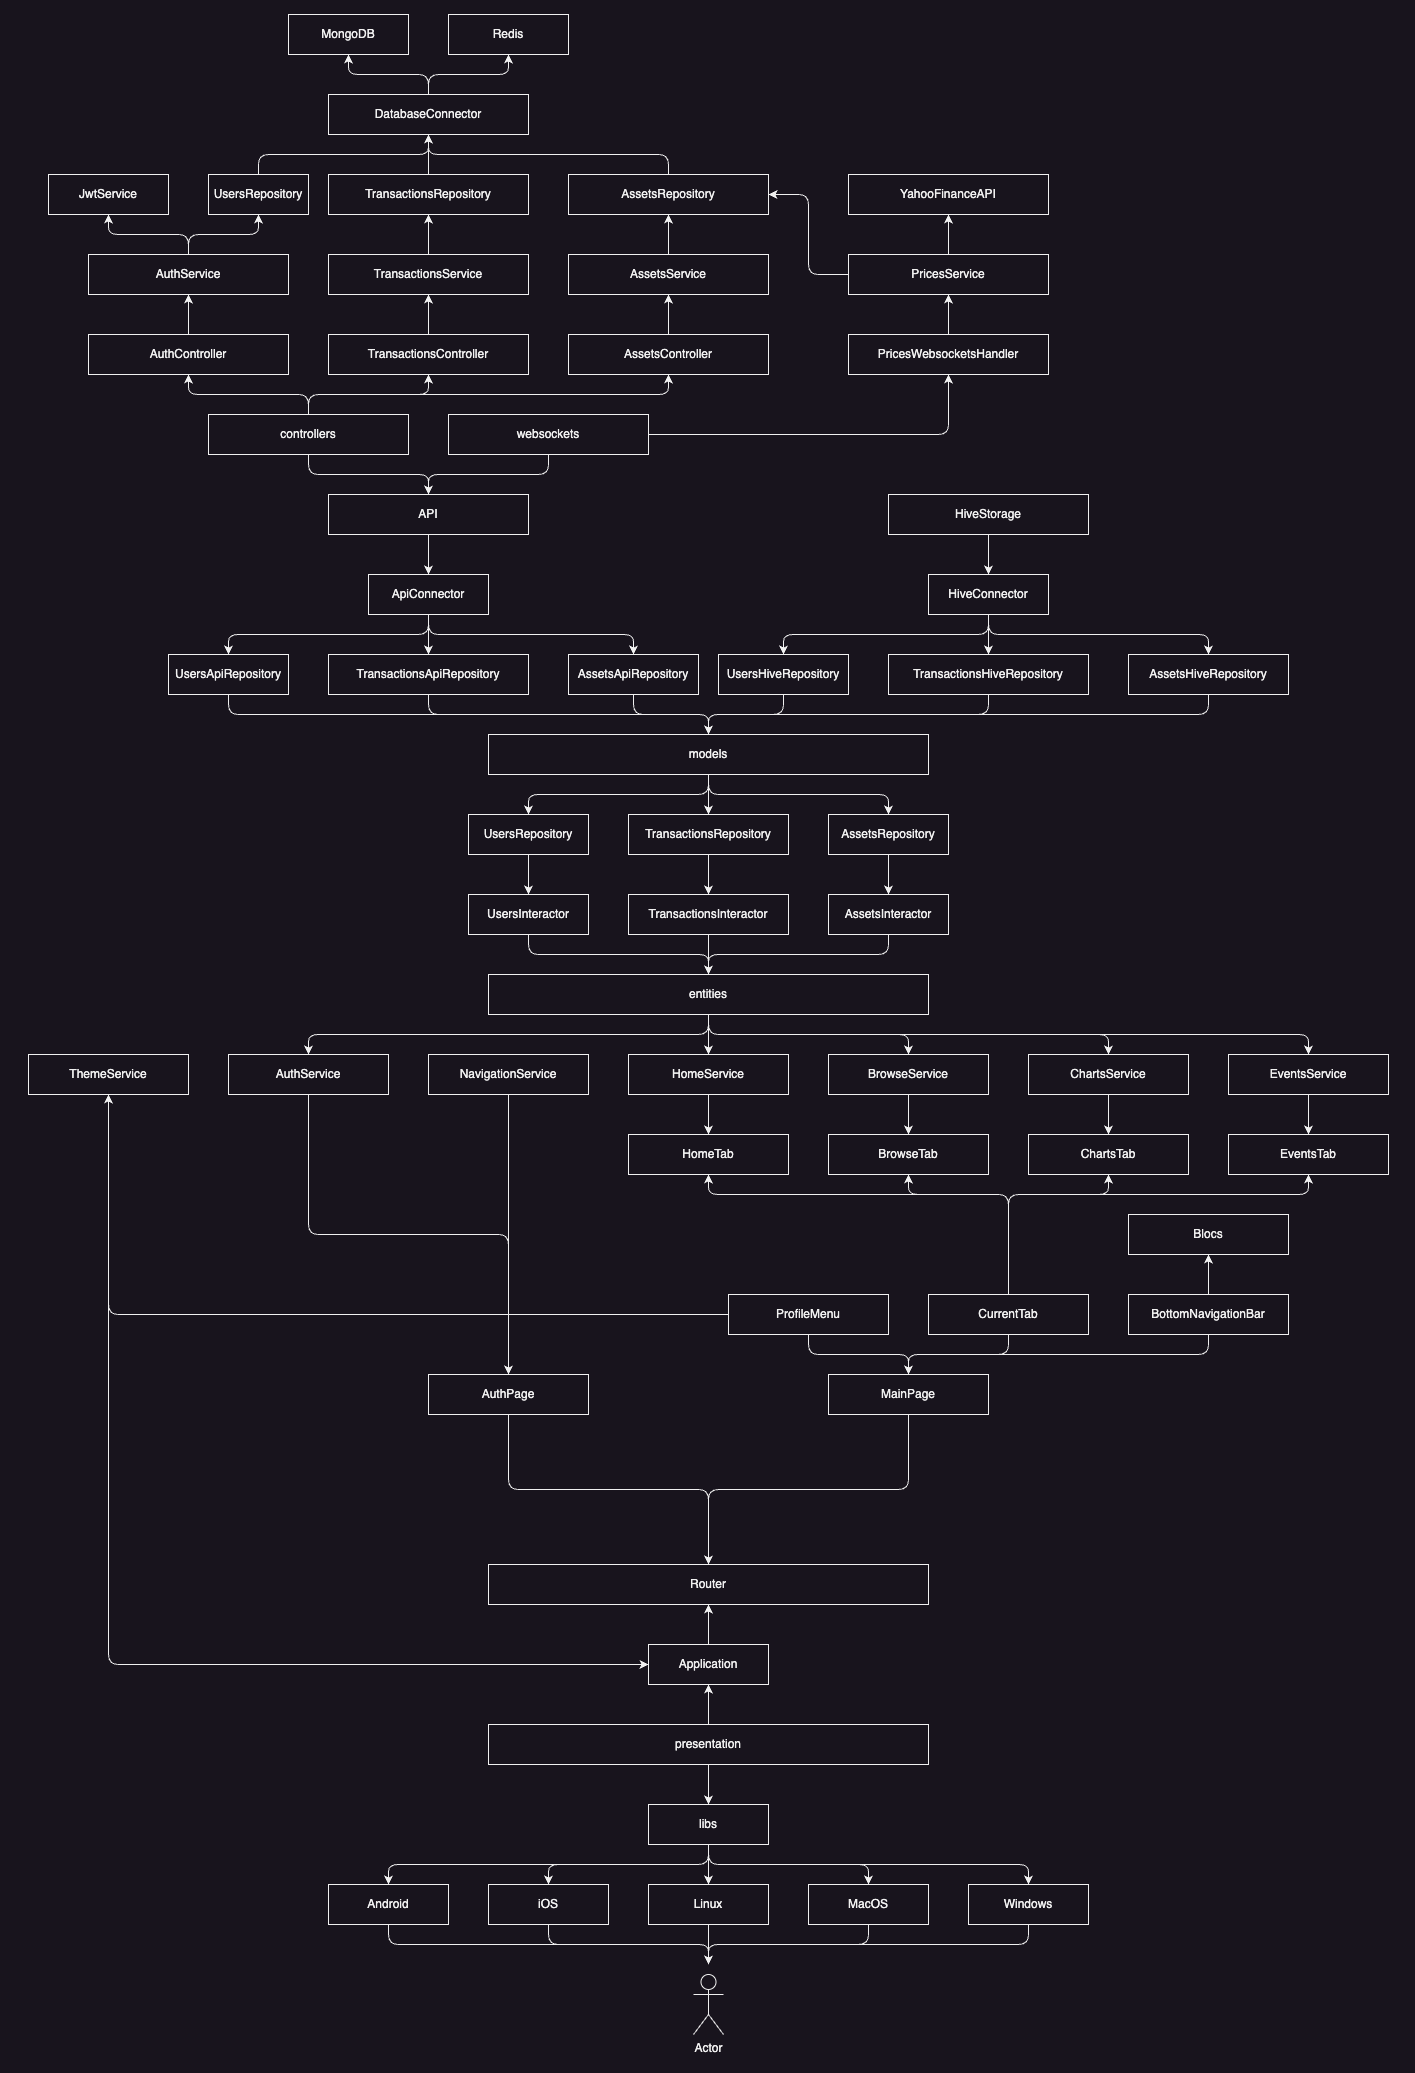 MongoDB
Redis
DatabaseConnector
JwtService
UsersRepository
TransactionsRepository
AssetsRepository
YahooFinanceAPI
AuthService
TransactionsService
AssetsService
PricesService
AuthController
TransactionsController
AssetsController
PricesWebsocketsHandler
controllers
websockets
API
HiveStorage
ApiConnector
HiveConnector
UsersApiRepository
TransactionsApiRepository
AssetsApiRepository
UsersHiveRepository
TransactionsHiveRepository
AssetsHiveRepository
models
UsersRepository
TransactionsRepository
AssetsRepository
UsersInteractor
TransactionsInteractor
AssetsInteractor
entities
ThemeService
AuthService
NavigationService
HomeService
BrowseService
ChartsService
EventsService
HomeTab
BrowseTab
ChartsTab
EventsTab
Blocs
ProfileMenu
CurrentTab
BottomNavigationBar
AuthPage
MainPage
Router
Application
presentation
libs
Android
iOS
Linux
MacOS
Windows
Actor